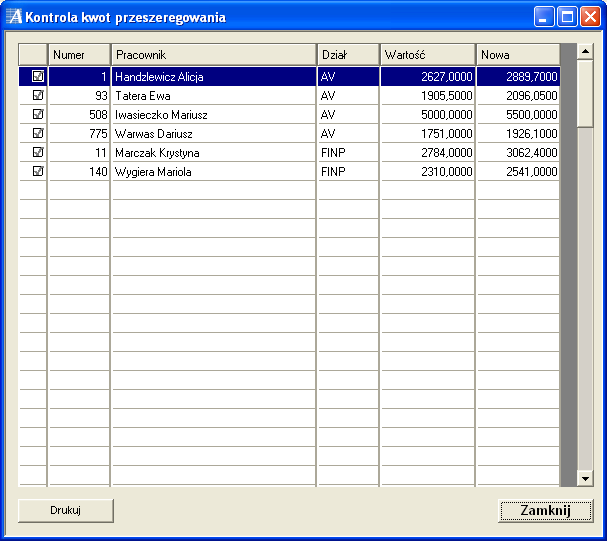 Kontrola kwot przeszeregowania
Numer Pracownik Dział Wartość Nowa
1 Handzlewicz Alicja AV 2627,0000 2889,7000
93 Tatera Ewa AV 1905,5000 2096,0500
508 Iwasieczko Mariusz AV 5000,0000 5500,0000
775 Warwas Dariusz AV 1751,0000 1926,1000
11 Marczak Krystyna FINP 2784,0000 3062,4000
140 Wygiera Mariola FINP 2310,0000 2541,0000
Drukuj Zamknij